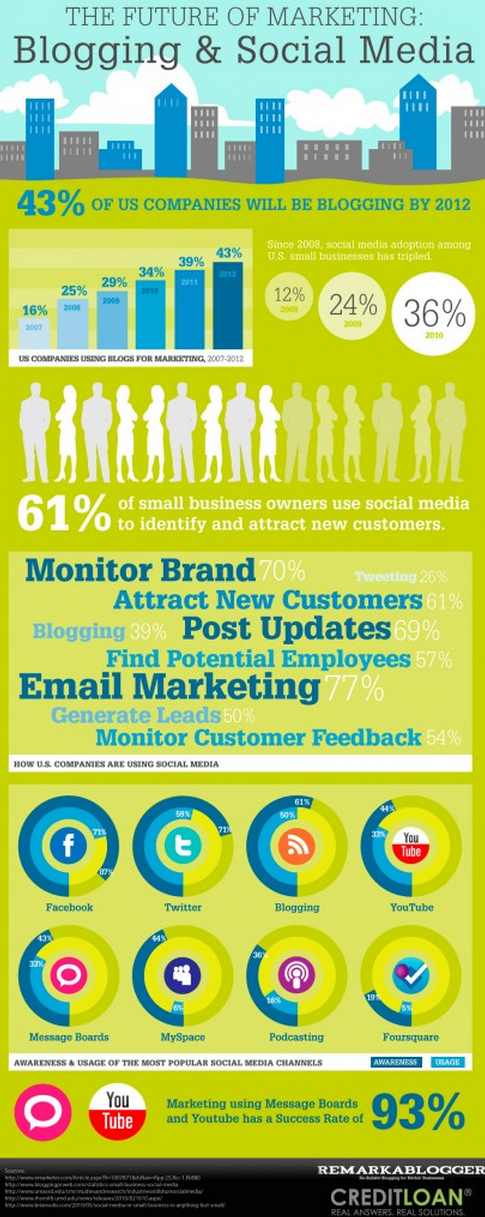 THE FUTURE OF MARKETING:
Blogging & Social Media
43% OF US COMPANIES WILL BE BLOGGING BY 2012
Since 2008, social media adoption among
U.S. small businesses has tripled.
16% 25% 29% 34% 39% 43%
2007 2008 2009 2010 2011 2012
US COMPANIES USING BLOGS FOR MARKETING, 2007-2012
12% 24% 36%
2008 2009 2010
61% of small business owners use social media
to identify and attract new customers.
Monitor Brand 70%
Tweeting 26%
Attract New Customers 61%
Blogging 39% Post Updates 69%
Find Potential Employees 57%
Email Marketing 77%
Generate Leads 50%
Monitor Customer Feedback 54%
HOW U.S. COMPANIES ARE USING SOCIAL MEDIA
71% 87%
59% 71%
50% 61%
33% 44%
You
Tube
Facebook Twitter Blogging YouTube
33% 43%
44% 6%
36% 16%
19% 5%
Message Boards MySpace Podcasting Foursquare
AWARENESS & USAGE OF THE MOST POPULAR SOCIAL MEDIA CHANNELS AWARENESS USAGE
You
Tube
Marketing using Message Boards
and Youtube has a Success Rate of 93%
Sources:
REMARKABLOGGER
CREDITLOAN®
REAL ANSWERS. REAL SOLUTIONS.